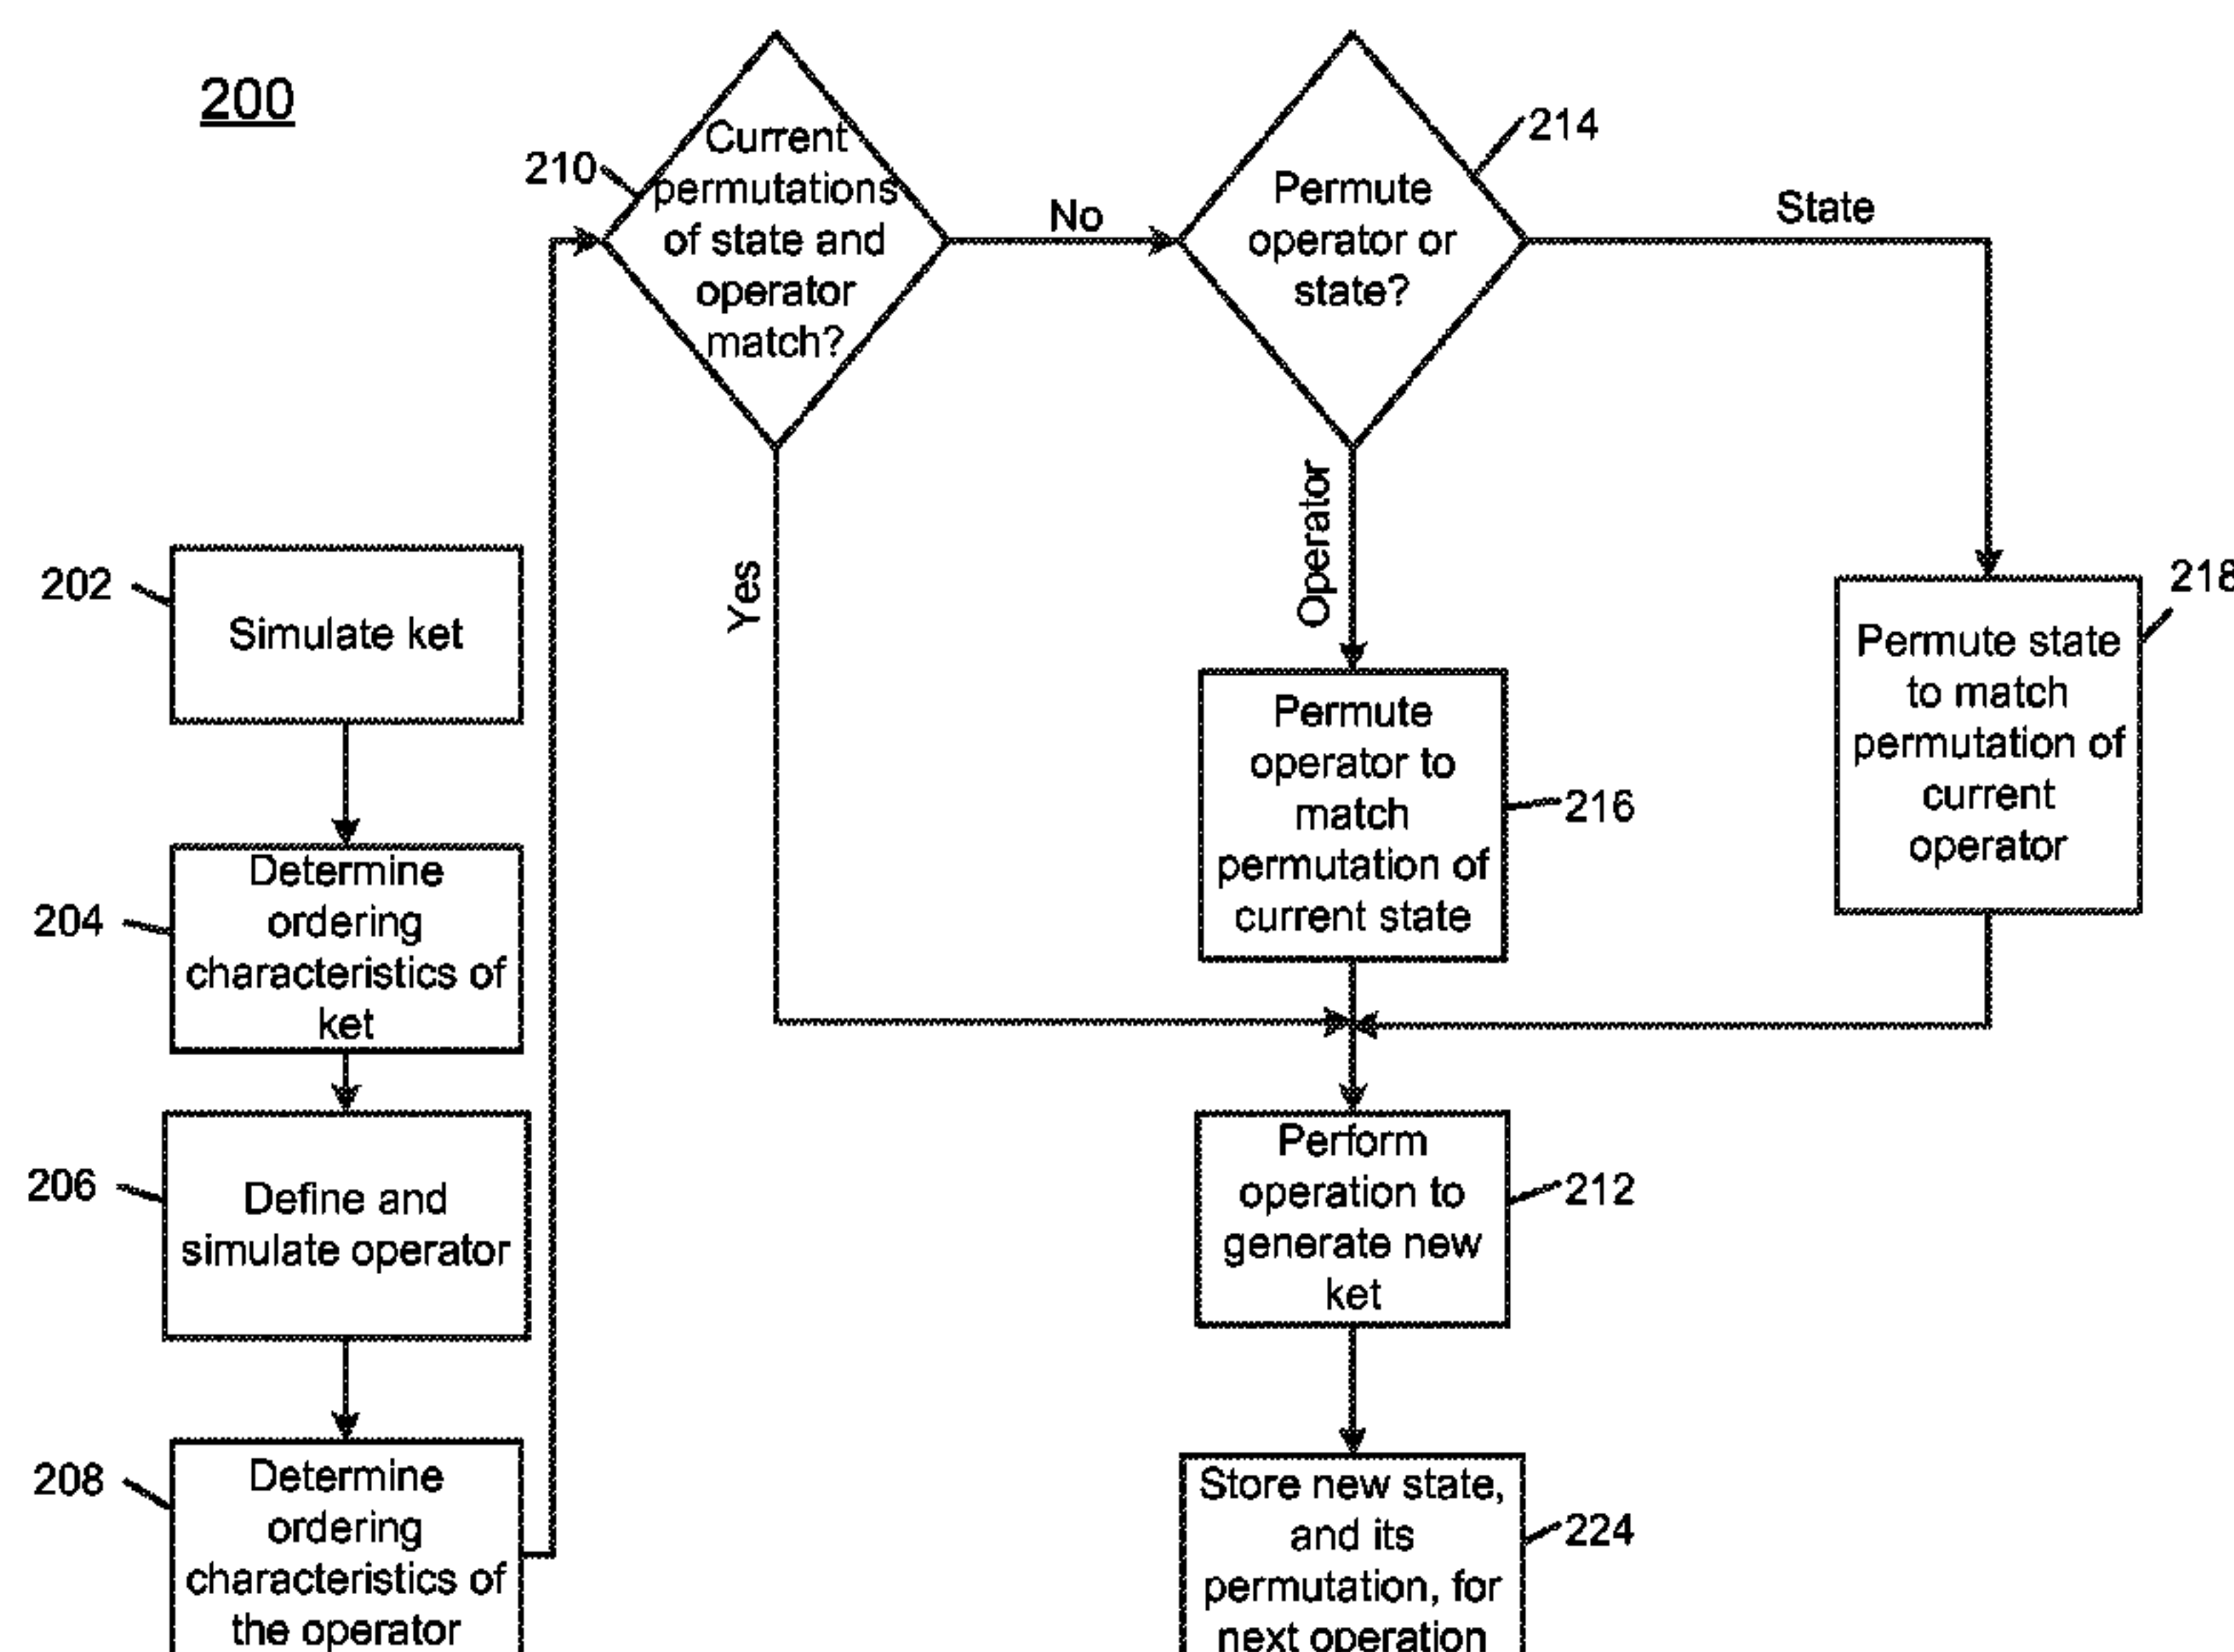 200
202
Simulate ket
204
Determine
ordering
characteristics of
ket
206
Define and
simulate operator
208
Determine
ordering
characteristics of
the operator
210
Current
permutations
of state and
operator
match?
No
Yes
214
Permute
operator or
state?
State
Operator
216
Permute
operator to
match
permutation of
current state
218
Permute state
to match
permutation of
current
operator
212
Perform
operation to
generate new
ket
224
Store new state,
and its
permutation, for
next operation